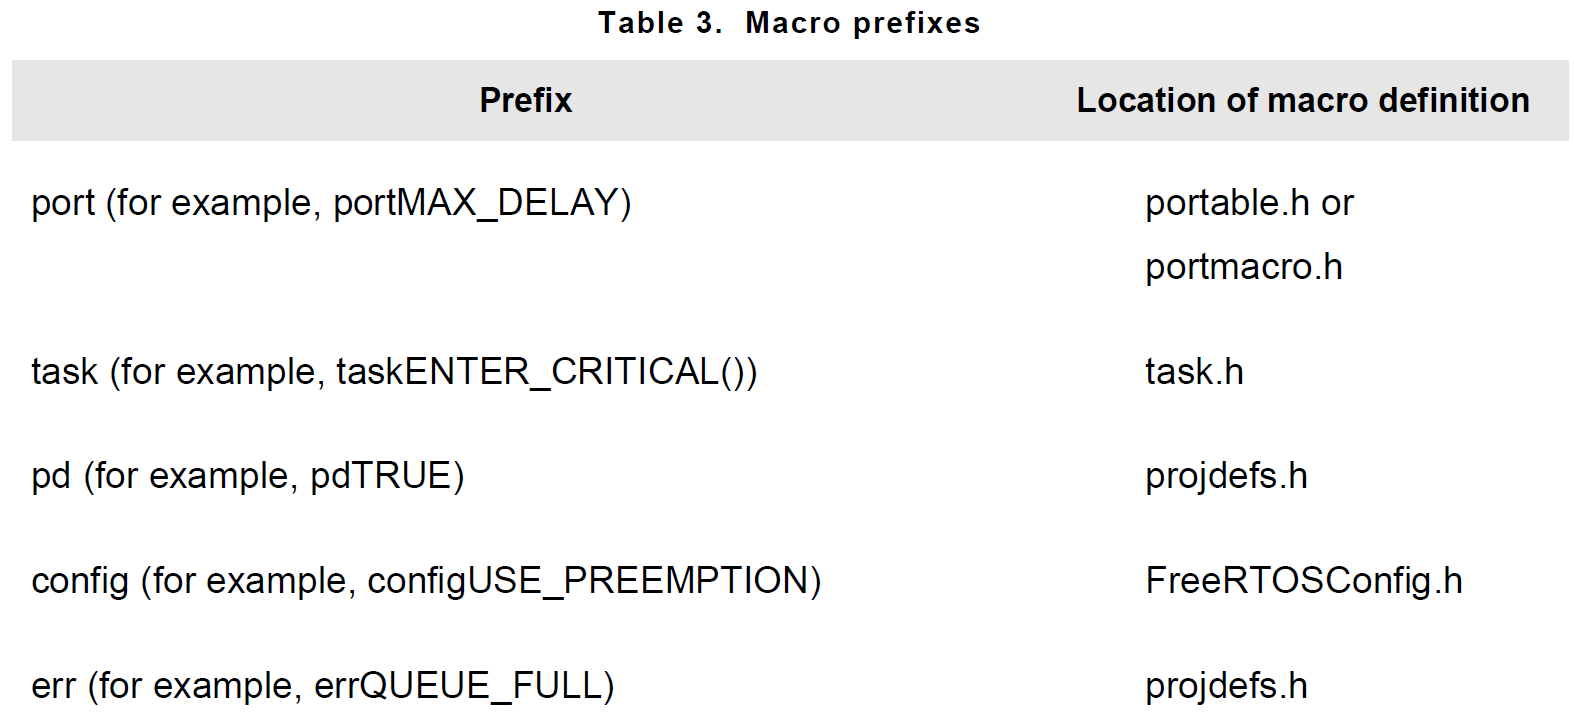 Table 3. Macro prefixes
Prefix Location of macro definition
port (for example, portMAX_DELAY) portable.h or
portmacro.h
task (for example, taskENTER_CRITICAL()) task.h
pd (for example, pdTRUE) projdefs.h
config (for example, configUSE_PREEMPTION) FreeRTOSConfig.h
err (for example, errQUEUE_FULL) projdefs.h